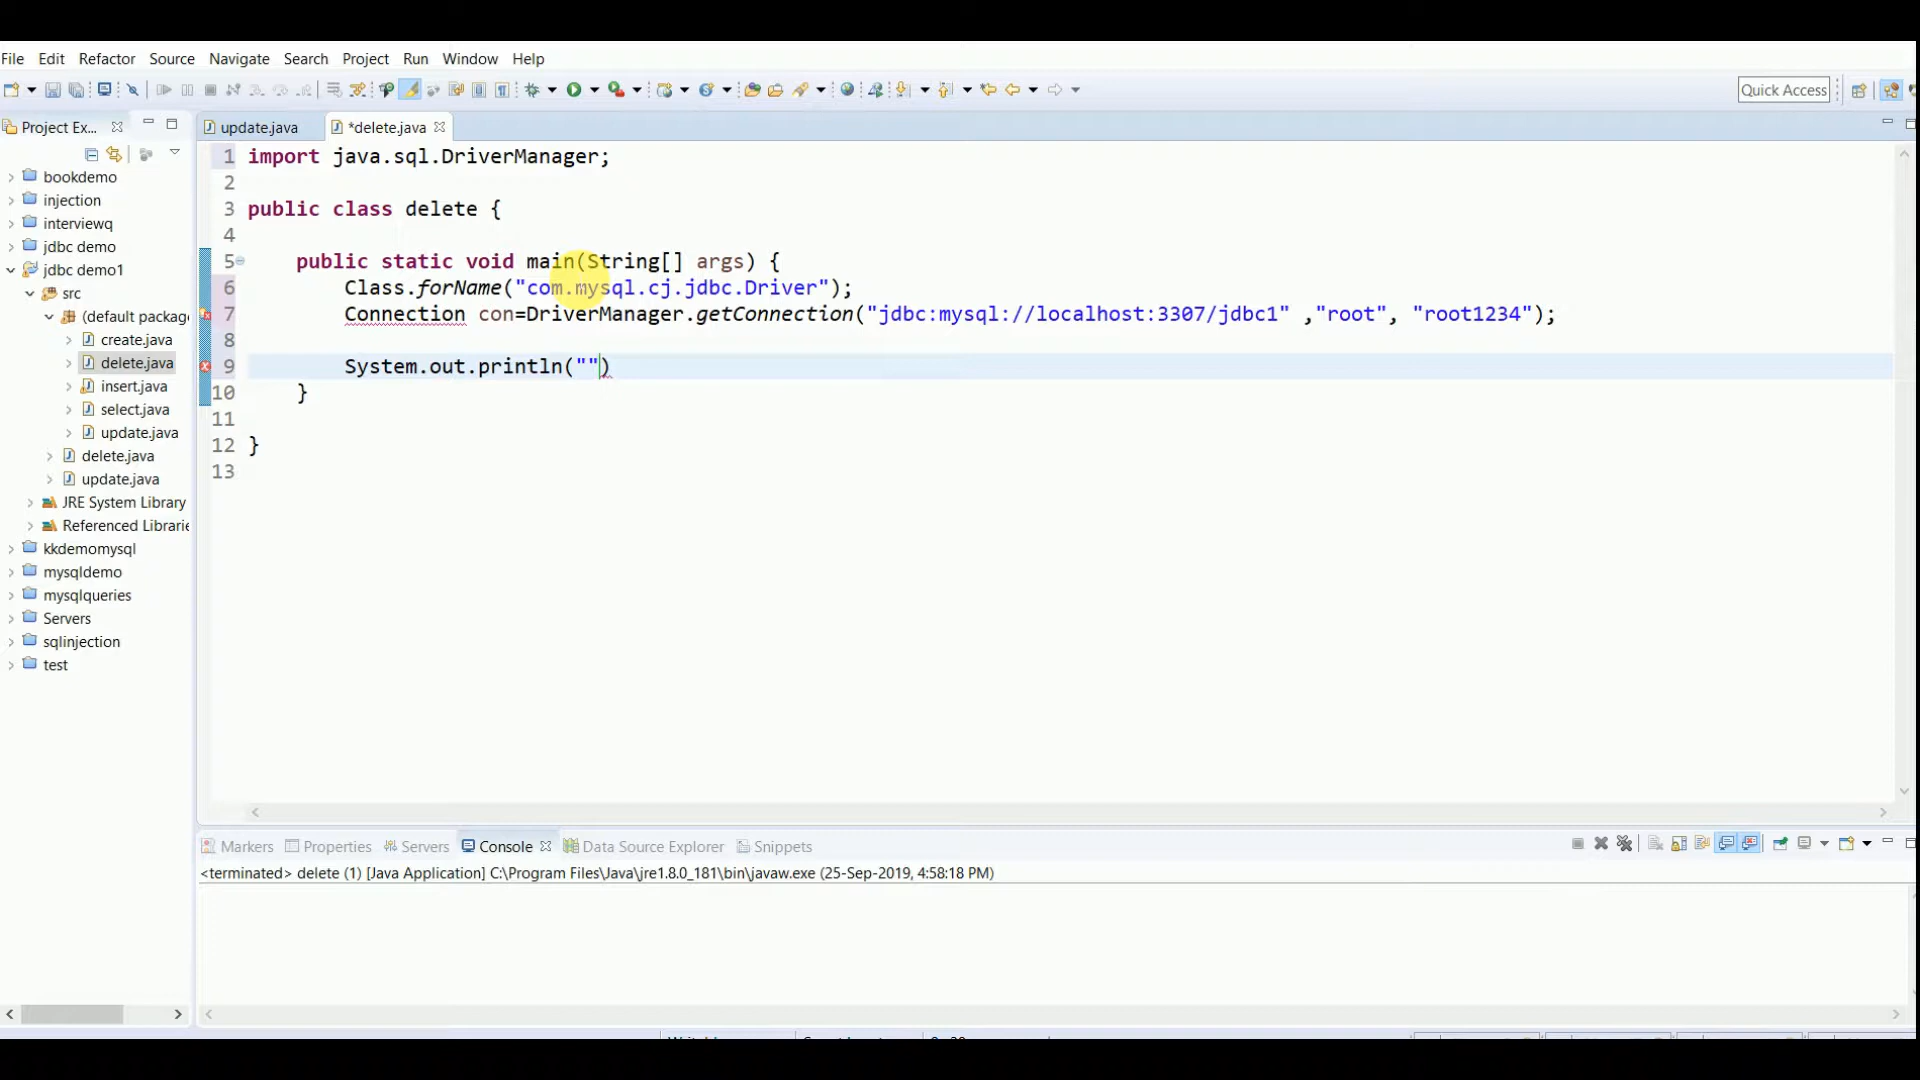 File Edit Refactor Source Navigate Search Project Run Window Help
Quick Access
Project Ex...
update.java
*delete.java
bookdemo
injection
interviewq
jdbc demo
jdbc demo1
src
(default package
create.java
delete.java
insert.java
select.java
update.java
delete.java
update.java
JRE System Library
Referenced Librarie
kkdemomysql
mysqldemo
mysqlqueries
Servers
sqlinjection
test
1 import java.sql.DriverManager;
2
3 public class delete {
4
5 public static void main(String[] args) {
6 Class.forName("com.mysql.cj.jdbc.Driver");
7 Connection con=DriverManager.getConnection("jdbc:mysql://localhost:3307/jdbc1" ,"root", "root1234");
8
9 System.out.println("")
10 }
11
12 }
13
Markers Properties Servers Console Data Source Explorer Snippets
<terminated> delete (1) [Java Application] C:\Program Files\Java\jre1.8.0_181\bin\javaw.exe (25-Sep-2019, 4:58:18 PM)